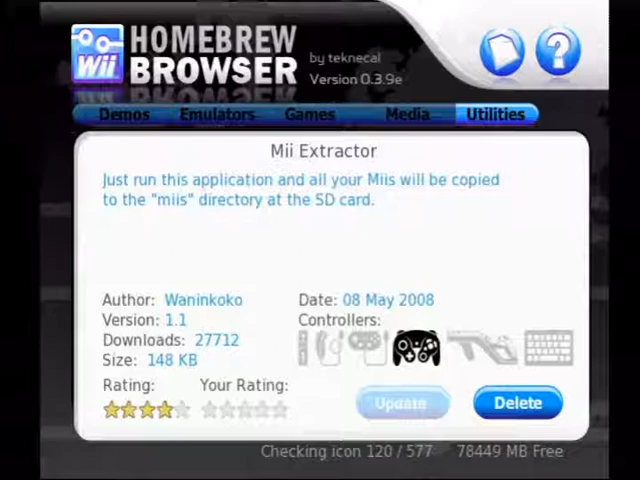 Wii
HOMEBREW
BROWSER
by teknecal
Version 0.3.9e
?
Demos Emulators Games Media Utilities
Mii Extractor
Just run this application and all your Miis will be copied
to the "miis" directory at the SD card.
Author: Waninkoko Date: 08 May 2008
Version: 1.1 Controllers:
Downloads: 27712
Size: 148 KB
Rating: Your Rating:
Update Delete
Checking icon 120 / 577 78449 MB Free